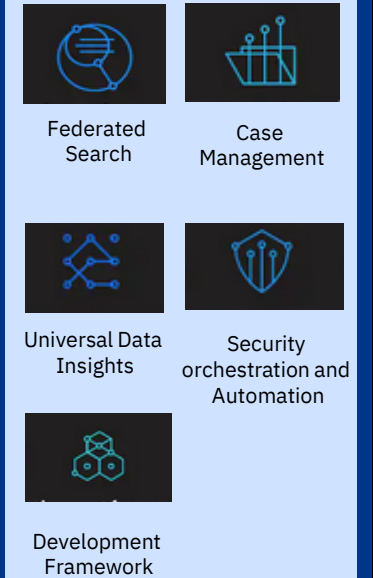 Federated
Search
Case
Management
Universal Data
Insights
Security
orchestration and
Automation
Development
Framework